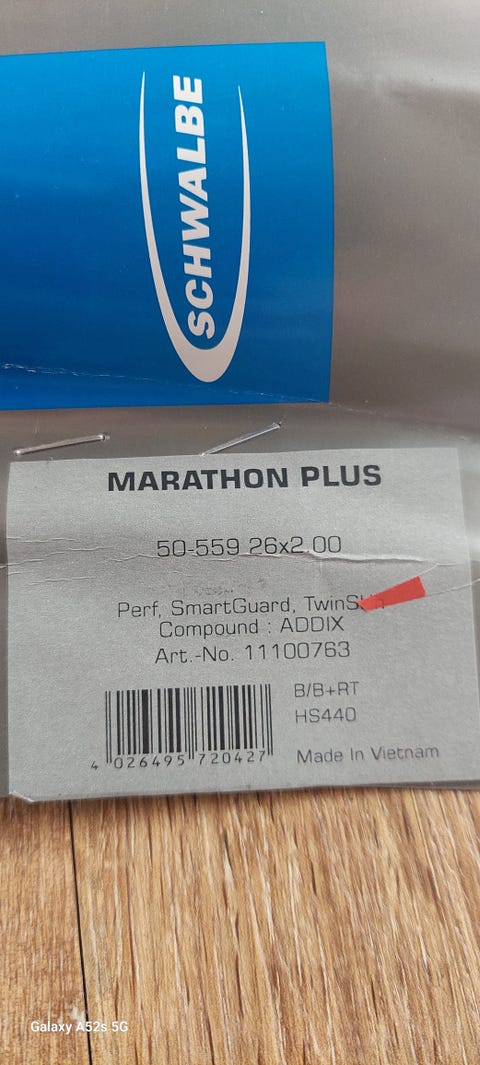 SCHWALBE
MARATHON PLUS
50-559 26x2.00
Perf, SmartGuard, TwinSkin
Compound : ADDIX
Art.-No. 11100763
B/B+RT
HS440
4 026495 720427
Made In Vietnam
Galaxy A52s 5G